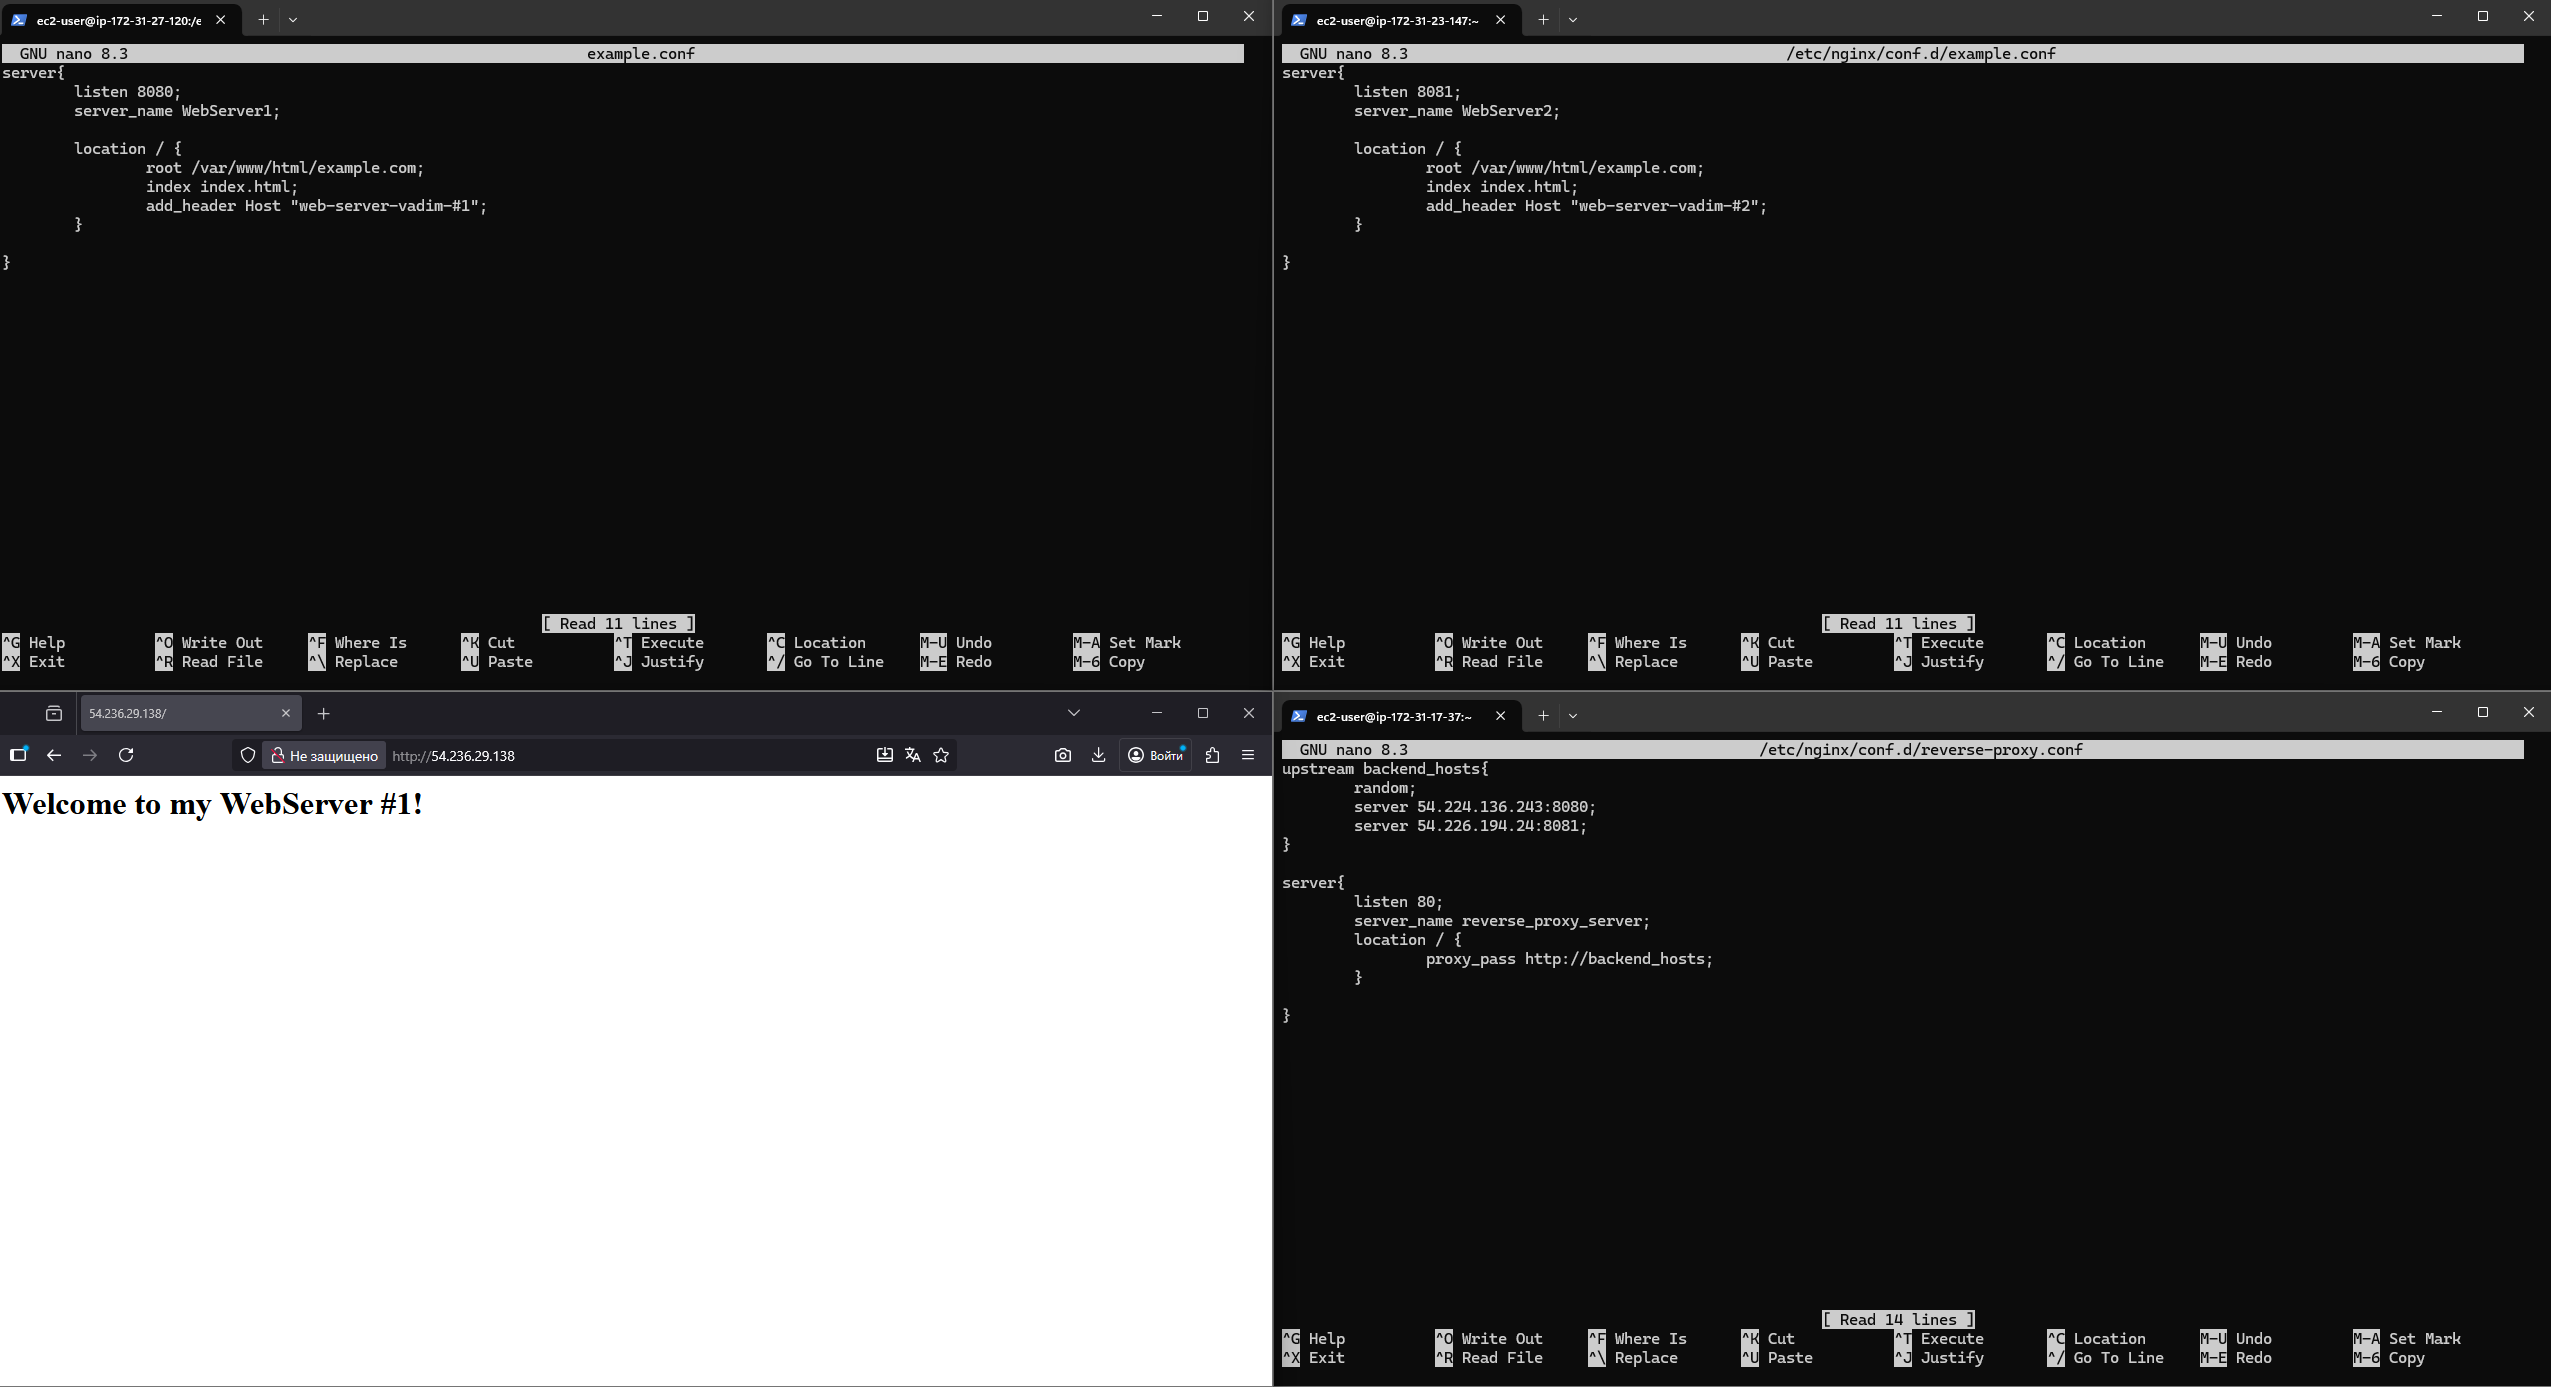 ec2-user@ip-172-31-27-120:/e
GNU nano 8.3 example.conf
server{
listen 8080;
server_name WebServer1;
location / {
root /var/www/html/example.com;
index index.html;
add_header Host "web-server-vadim-#1";
}
}
[ Read 11 lines ]
^G Help ^O Write Out ^F Where Is ^K Cut ^T Execute ^C Location M-U Undo M-A Set Mark
^X Exit ^R Read File ^\ Replace ^U Paste ^J Justify ^/ Go To Line M-E Redo M-6 Copy
ec2-user@ip-172-31-23-147:~
GNU nano 8.3 /etc/nginx/conf.d/example.conf
server{
listen 8081;
server_name WebServer2;
location / {
root /var/www/html/example.com;
index index.html;
add_header Host "web-server-vadim-#2";
}
}
[ Read 11 lines ]
^G Help ^O Write Out ^F Where Is ^K Cut ^T Execute ^C Location M-U Undo M-A Set Mark
^X Exit ^R Read File ^\ Replace ^U Paste ^J Justify ^/ Go To Line M-E Redo M-6 Copy
54.236.29.138/
Не защищено http://54.236.29.138 Войти
Welcome to my WebServer #1!
ec2-user@ip-172-31-17-37:~
GNU nano 8.3 /etc/nginx/conf.d/reverse-proxy.conf
upstream backend_hosts{
random;
server 54.224.136.243:8080;
server 54.226.194.24:8081;
}
server{
listen 80;
server_name reverse_proxy_server;
location / {
proxy_pass http://backend_hosts;
}
}
[ Read 14 lines ]
^G Help ^O Write Out ^F Where Is ^K Cut ^T Execute ^C Location M-U Undo M-A Set Mark
^X Exit ^R Read File ^\ Replace ^U Paste ^J Justify ^/ Go To Line M-E Redo M-6 Copy